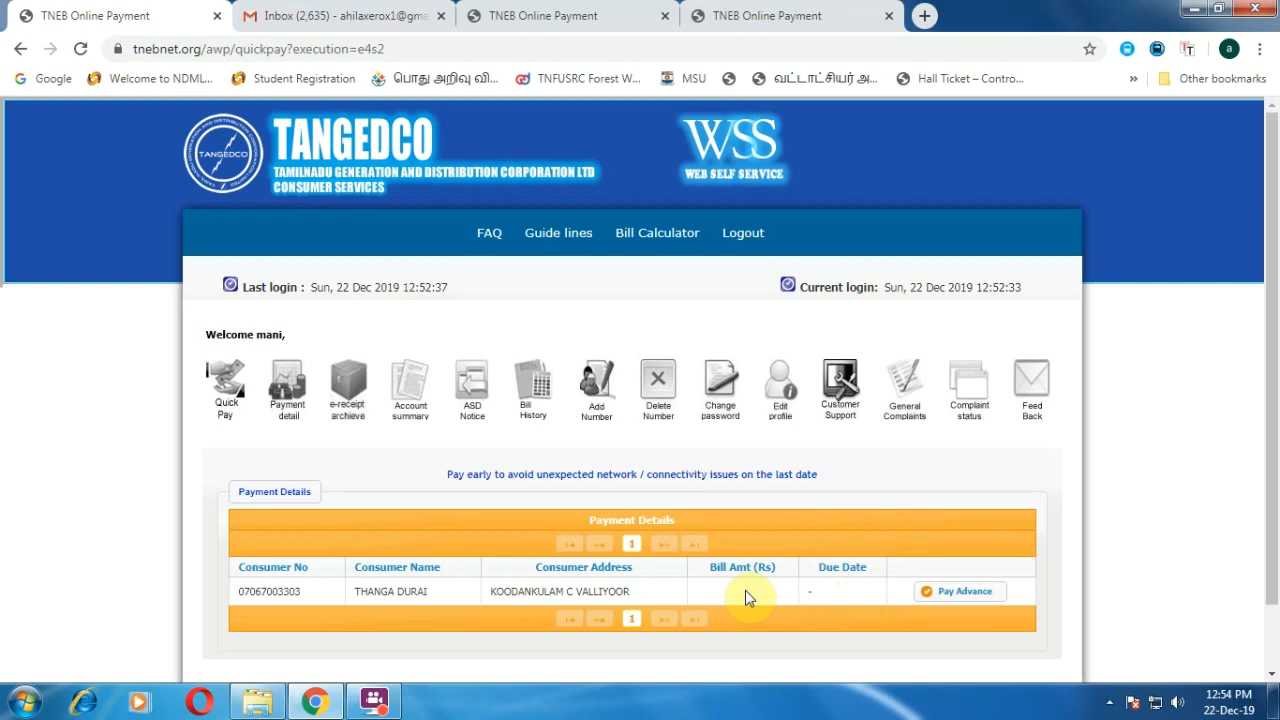 TNEB Online Payment
Inbox (2,635) - ahilaxerox1@gma
TNEB Online Payment
TNEB Online Payment
tnebnet.org/awp/quickpay?execution=e4s2
a
Google
Welcome to NDML...
Student Registration
பொது அறிவு வி...
TNFUSRC Forest W...
MSU
வட்டாட்சியர் அ...
Hall Ticket – Contro...
»
Other bookmarks
TANGEDCO
TANGEDCO
TAMILNADU GENERATION AND DISTRIBUTION CORPORATION LTD
CONSUMER SERVICES
WSS
WEB SELF SERVICE
FAQ
Guide lines
Bill Calculator
Logout
Last login : Sun, 22 Dec 2019 12:52:37
Current login: Sun, 22 Dec 2019 12:52:33
Welcome mani,
Quick
Pay
Payment
detail
e-receipt
archieve
Account
summary
ASD
Notice
Bill
History
Add
Number
Delete
Number
Change
password
Edit
profile
Customer
Support
General
Complaints
Complaint
status
Feed
Back
Pay early to avoid unexpected network / connectivity issues on the last date
Payment Details
Payment Details
1
Consumer No Consumer Name Consumer Address Bill Amt (Rs) Due Date
07067003303 THANGA DURAI KOODANKULAM C VALLIYOOR - Pay Advance
1
12:54 PM
22-Dec-19